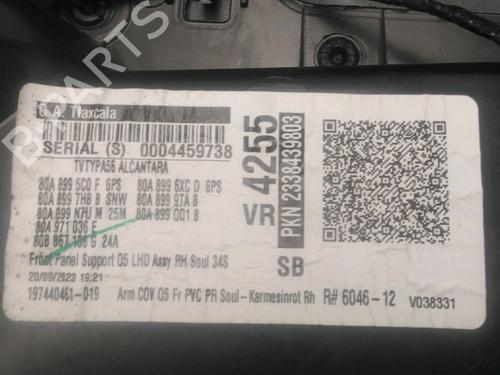 B-PARTS
G. A. Tlaxcala
SERIAL (S) 0004459738
TVTYPA56 ALCANTARA
80A 899 5C0 F 6PS 80A 899 6XC D 6PS
80A 899 7HB B SNW 80A 899 9TA B
80A 899 N7U M 25M 80A 899 QQ1 B
80A 971 036 F
80B 867 106 G 24A
Front Panel Support Q5 LHD Assy RH Soul 34S
20/09/2022 19:21
197440461-019 Arm COV Q5 Fr PVC PR Soul - Karmesinrot Rh R# 6046-12 V038331
VR 4255
PKN 2338439803
SB